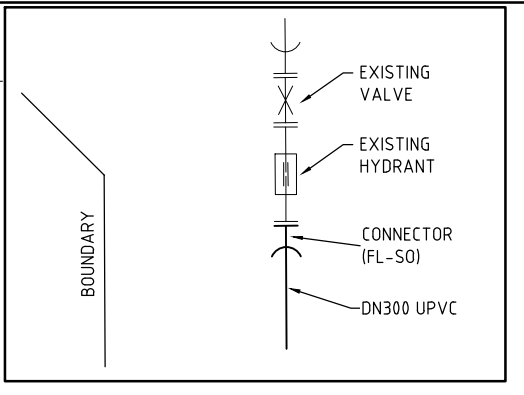 EXISTING
VALVE
EXISTING
HYDRANT
CONNECTOR
(FL-SO)
DN300 UPVC
BOUNDARY